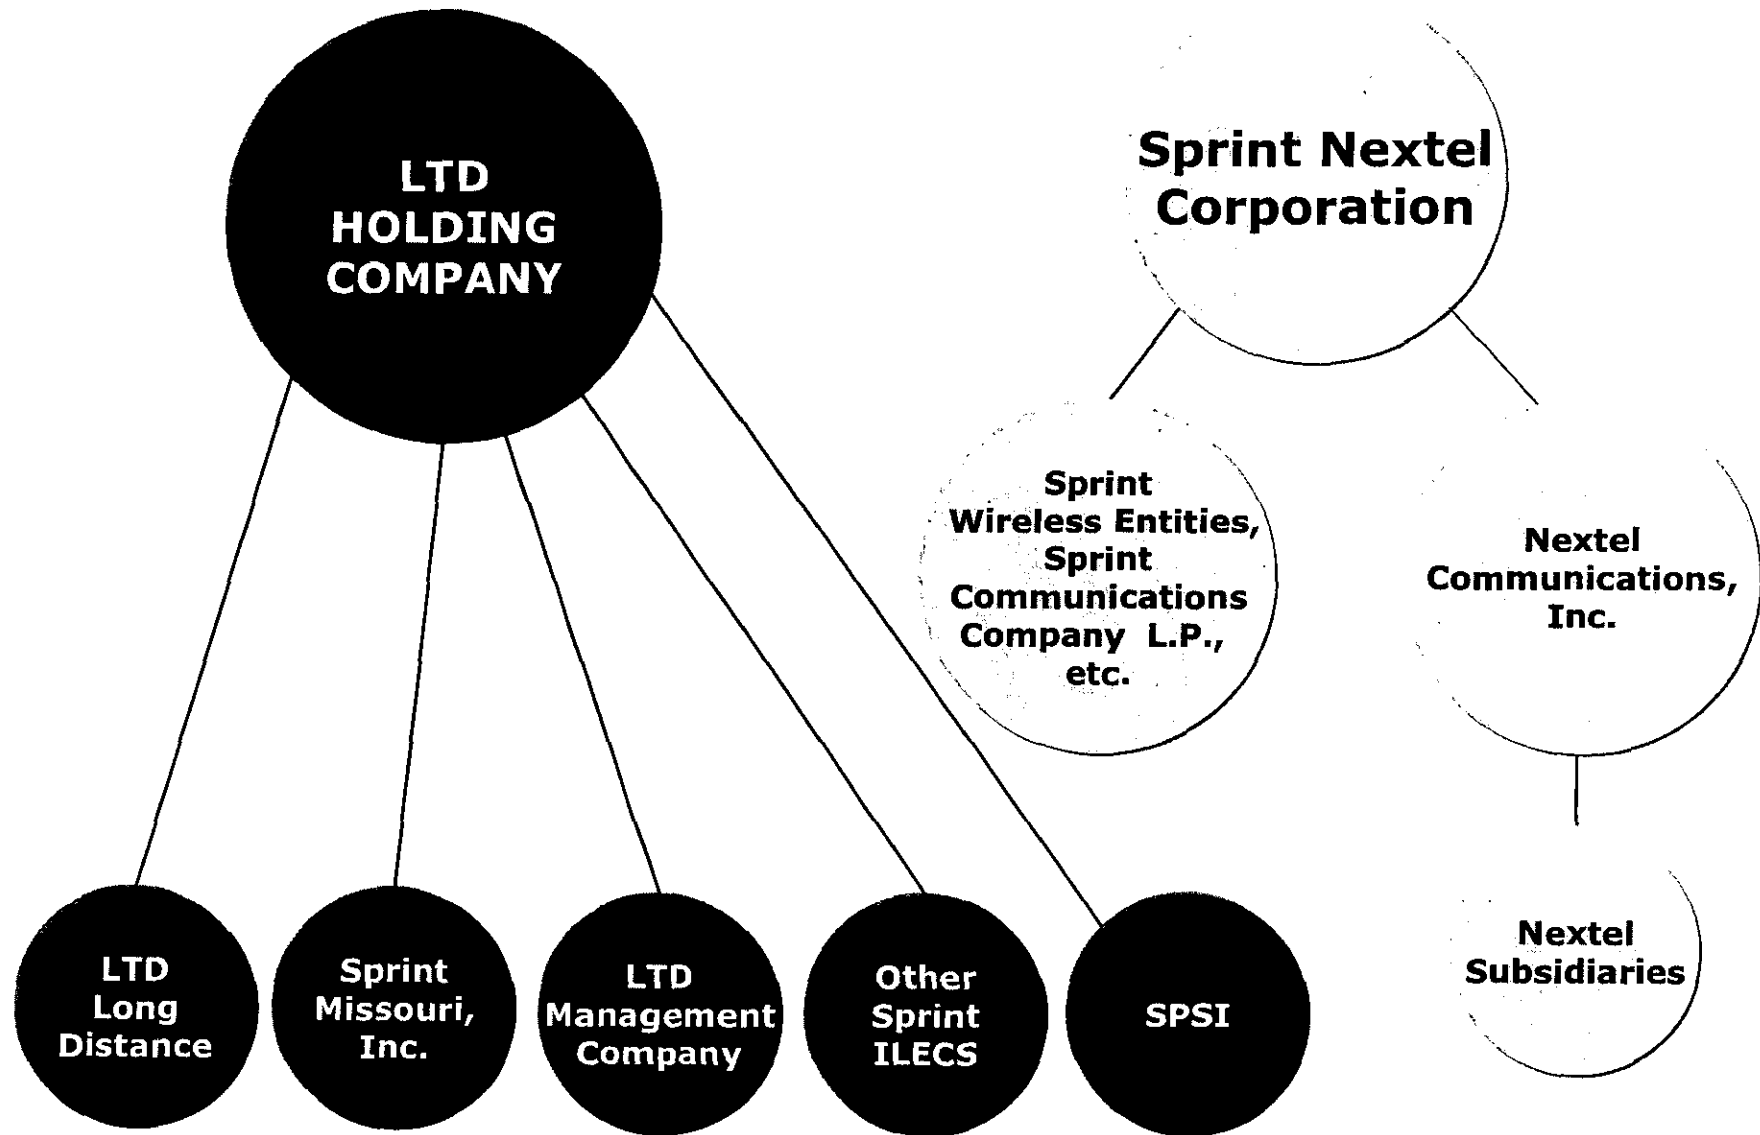 LTD
HOLDING
COMPANY
Sprint Nextel
Corporation
Sprint
Wireless Entities,
Sprint
Communications
Company L.P.,
etc.
Nextel
Communications,
Inc.
LTD
Long
Distance
Sprint
Missouri,
Inc.
LTD
Management
Company
Other
Sprint
ILECS
SPSI
Nextel
Subsidiaries